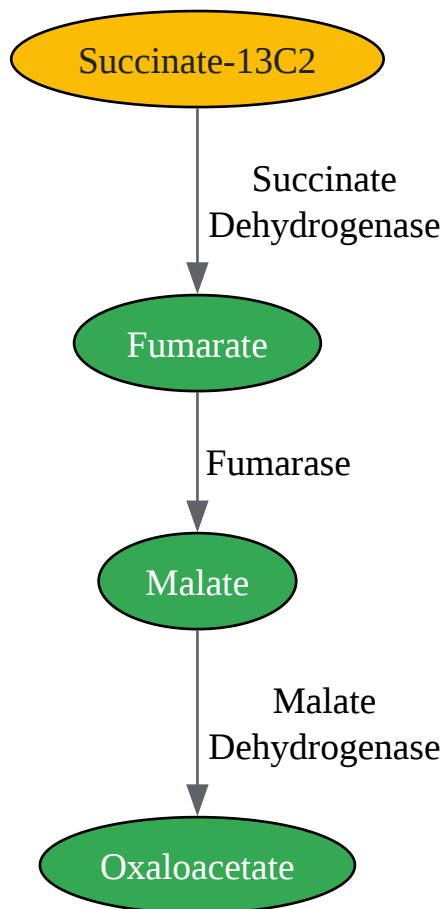 Succinate-13C2
Succinate
Dehydrogenase
Fumarate
Fumarase
Malate
Malate
Dehydrogenase
Oxaloacetate